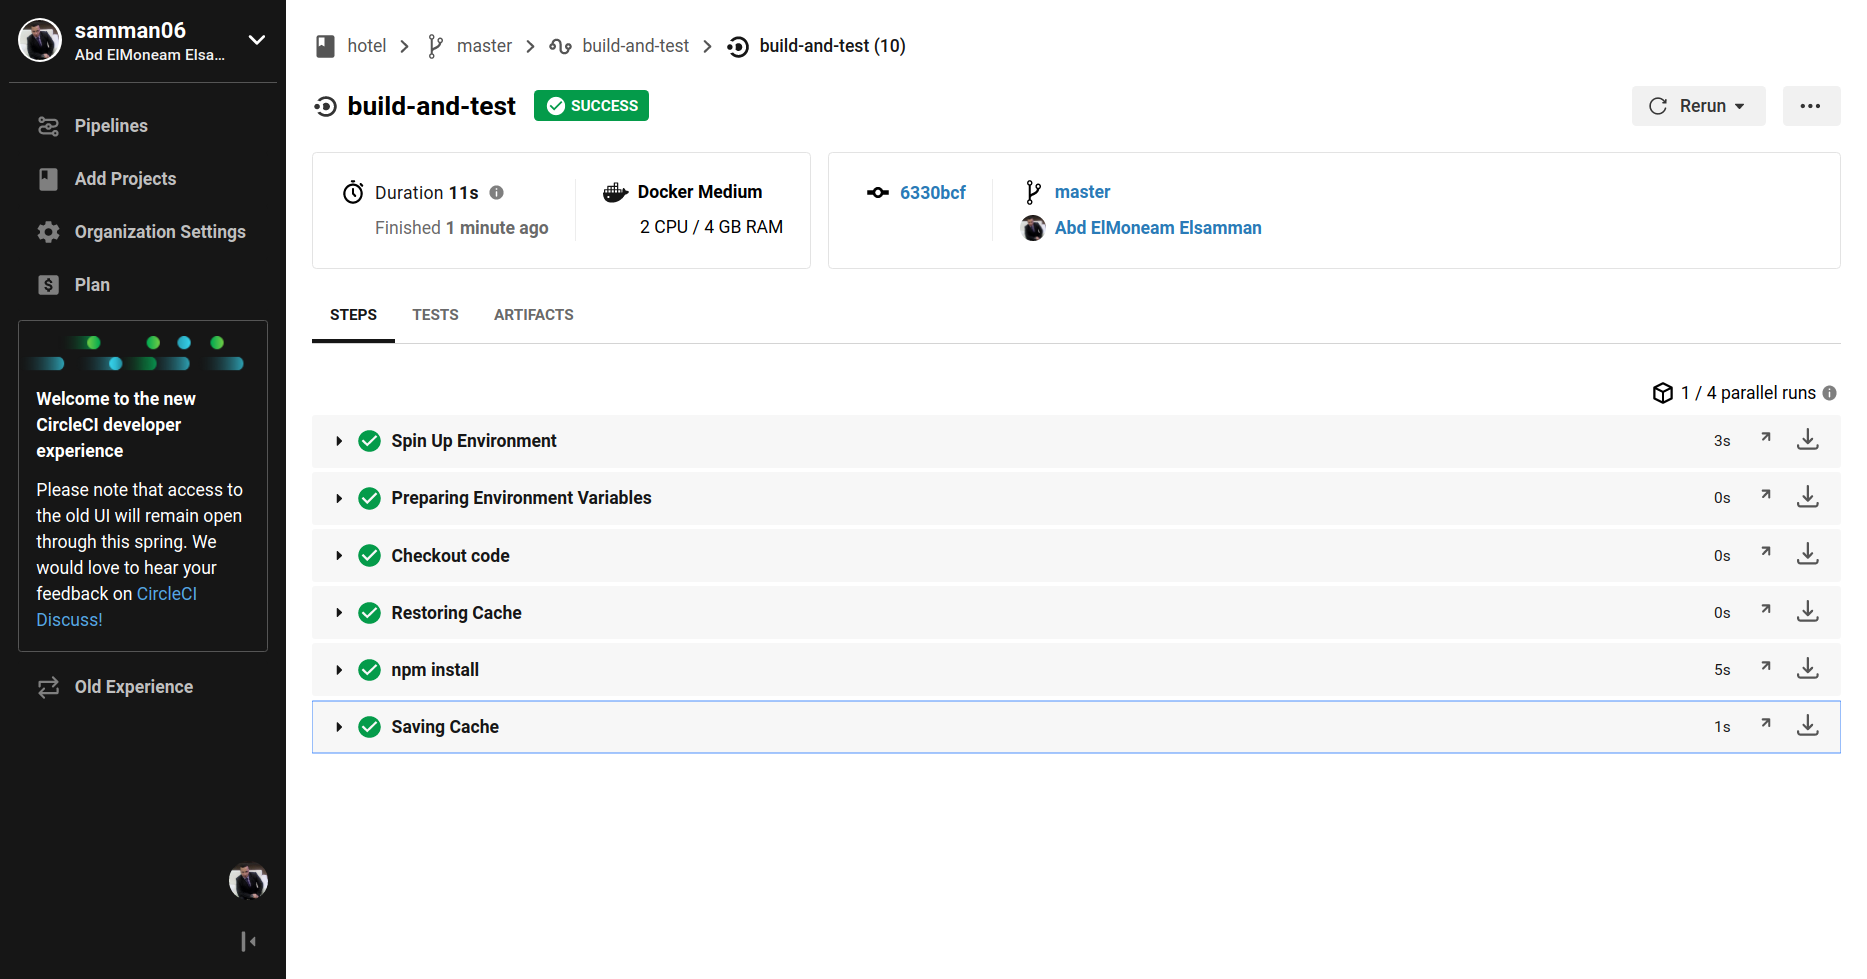 samman06
Abd ElMoneam Elsa...
Pipelines
Add Projects
Organization Settings
Plan
Welcome to the new
CircleCI developer
experience
Please note that access to
the old UI will remain open
through this spring. We
would love to hear your
feedback on CircleCI
Discuss!
Old Experience
hotel
master
build-and-test
build-and-test (10)
build-and-test
SUCCESS
Rerun
Duration 11s
Finished 1 minute ago
Docker Medium
2 CPU / 4 GB RAM
6330bcf
master
Abd ElMoneam Elsamman
STEPS
TESTS
ARTIFACTS
1 / 4 parallel runs
Spin Up Environment
3s
Preparing Environment Variables
0s
Checkout code
0s
Restoring Cache
0s
npm install
5s
Saving Cache
1s